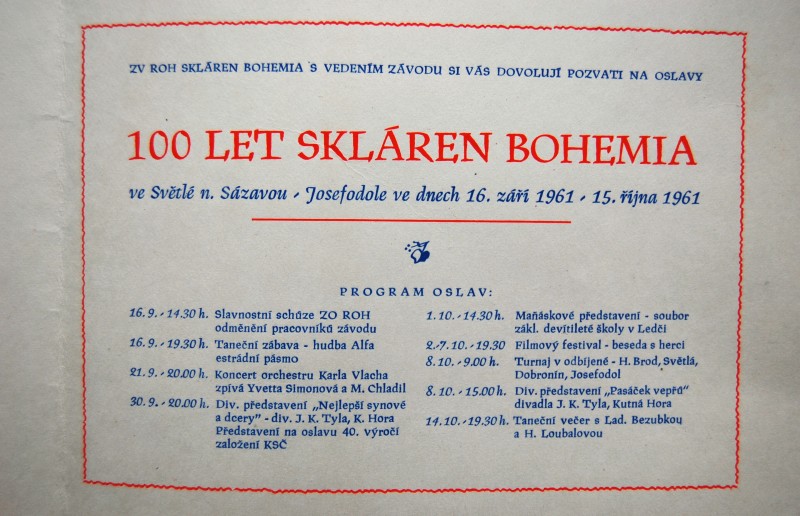 ZV ROH SKLÁREN BOHEMIA S VEDENÍM ZÁVODU SI VÁS DOVOLUJÍ POZVATI NA OSLAVY
100 LET SKLÁREN BOHEMIA
ve Světlé n. Sázavou - Josefodole ve dnech 16. září 1961 - 15. října 1961
PROGRAM OSLAV:
16. 9. - 14.30 h. Slavnostní schůze ZO ROH
odměnění pracovníků závodu
16. 9. - 19.30 h. Taneční zábava - hudba Alfa
estrádní pásmo
21. 9. - 20.00 h. Koncert orchestru Karla Vlacha
zpívá Yvetta Simonová a M. Chladil
30. 9. - 20.00 h. Div. představení „Nejlepší synové
a dcery" - div. J. K. Tyla, K. Hora
Představení na oslavu 40. výročí
založení KSČ
1. 10. - 14.30 h. Maňáskové představení - soubor
zákl. devítileté školy v Ledči
2.-7. 10. - 19.30 Filmový festival - beseda s herci
8. 10. - 9.00 h. Turnaj v odbíjené - H. Brod, Světlá,
Dobronín, Josefodol
8. 10. - 15.00 h. Div. představení „Pasáček vepřů"
divadla J. K. Tyla, Kutná Hora
14. 10. - 19.30 h. Taneční večer s Lad. Bezubkou
a H. Loubalovou